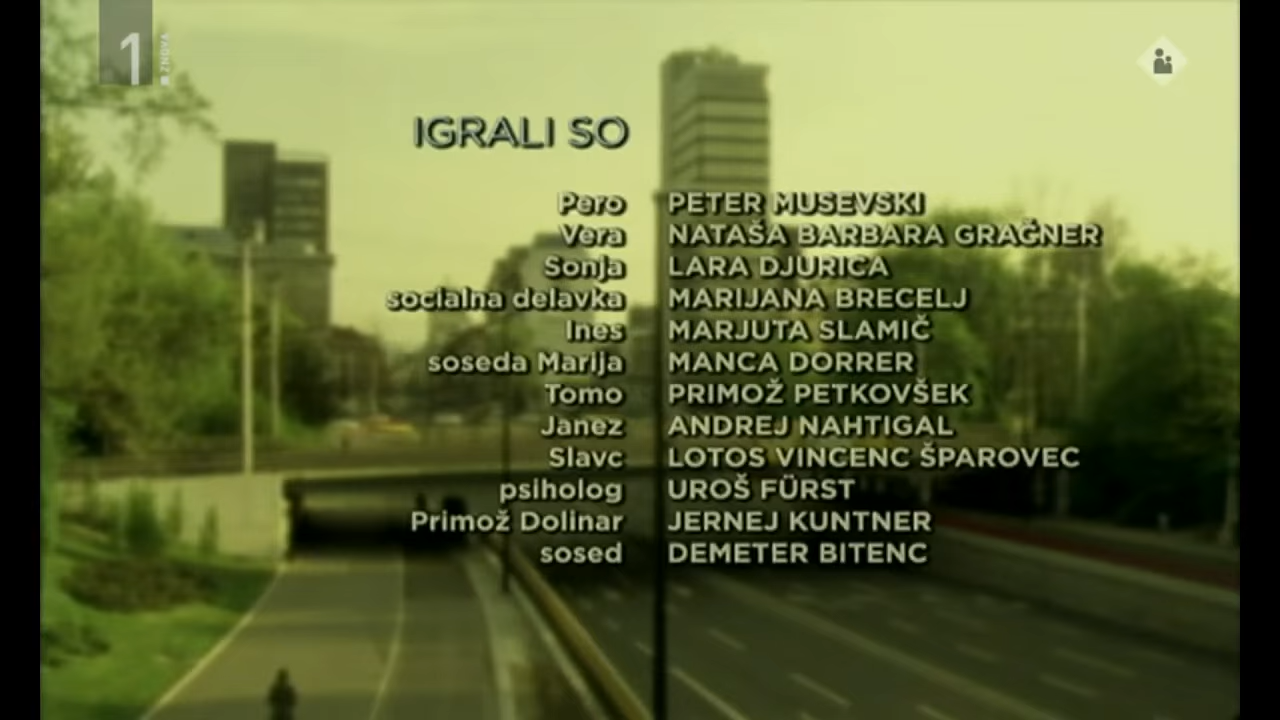 1
ZNOVA
IGRALI SO
Pero PETER MUSEVSKI
Vera NATAŠA BARBARA GRAČNER
Sonja LARA DJURICA
socialna delavka MARIJANA BRECELJ
Ines MARJUTA SLAMIČ
soseda Marija MANCA DORRER
Tomo PRIMOŽ PETKOVŠEK
Janez ANDREJ NAHTIGAL
Slavc LOTOS VINCENC ŠPAROVEC
psiholog UROŠ FÜRST
Primož Dolinar JERNEJ KUNTNER
sosed DEMETER BITENC